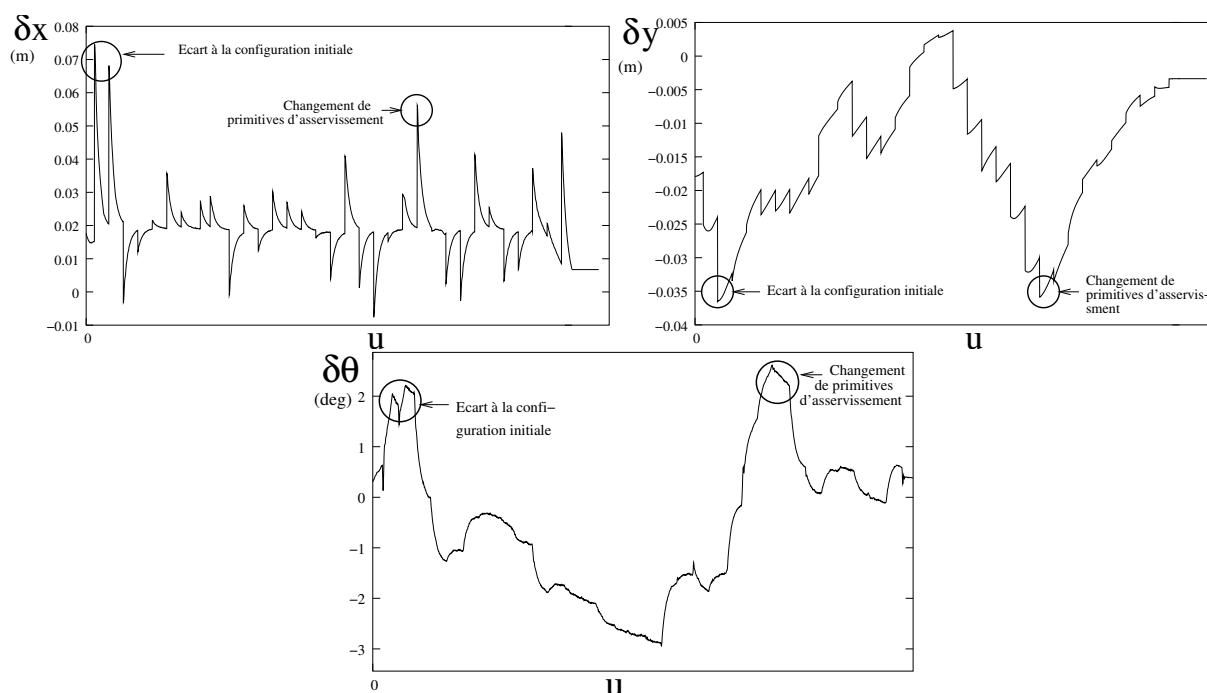 δx
(m)
0.08
0.07
0.06
0.05
0.04
0.03
0.02
0.01
0
−0.01
0
u
Ecart à la configuration initiale
Changement de
primitives d'asservissement
δy
(m)
0.005
0
−0.005
−0.01
−0.015
−0.02
−0.025
−0.03
−0.035
−0.04
0
u
Ecart à la configuration initiale
Changement de
primitives d'asservis−
sment
δθ
(deg)
2
1
0
−1
−2
−3
0
u
Ecart à la confi−
guration initiale
Changement
de primitives
d'asservissement